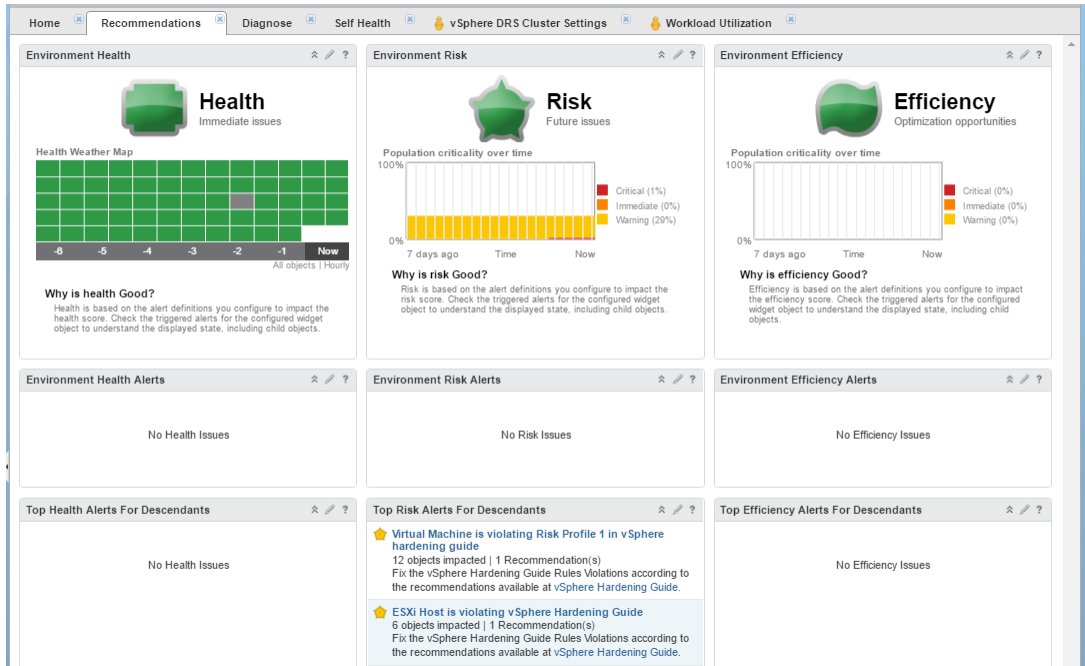 Home
Recommendations
Diagnose
Self Health
vSphere DRS Cluster Settings
Workload Utilization
Environment Health
?
Health
Immediate issues
Health Weather Map
-6 -5 -4 -3 -2 -1 Now
All objects | Hourly
Why is health Good?
Health is based on the alert definitions you configure to impact the
health score. Check the triggered alerts for the configured widget
object to understand the displayed state, including child objects.
Environment Risk
?
Risk
Future issues
Population criticality over time
100%
Critical (1%)
Immediate (0%)
Warning (29%)
0%
7 days ago Time Now
Why is risk Good?
Risk is based on the alert definitions you configure to impact the
risk score. Check the triggered alerts for the configured widget
object to understand the displayed state, including child objects.
Environment Efficiency
?
Efficiency
Optimization opportunities
Population criticality over time
100%
Critical (0%)
Immediate (0%)
Warning (0%)
0%
7 days ago Time Now
Why is efficiency Good?
Efficiency is based on the alert definitions you configure to impact
the efficiency score. Check the triggered alerts for the configured
widget object to understand the displayed state, including child
objects.
Environment Health Alerts
?
No Health Issues
Environment Risk Alerts
?
No Risk Issues
Environment Efficiency Alerts
?
No Efficiency Issues
Top Health Alerts For Descendants
?
No Health Issues
Top Risk Alerts For Descendants
?
Virtual Machine is violating Risk Profile 1 in vSphere
hardening guide
12 objects impacted | 1 Recommendation(s)
Fix the vSphere Hardening Guide Rules Violations according to
the recommendations available at vSphere Hardening Guide.
ESXi Host is violating vSphere Hardening Guide
6 objects impacted | 1 Recommendation(s)
Fix the vSphere Hardening Guide Rules Violations according to
the recommendations available at vSphere Hardening Guide.
Top Efficiency Alerts For Descendants
?
No Efficiency Issues